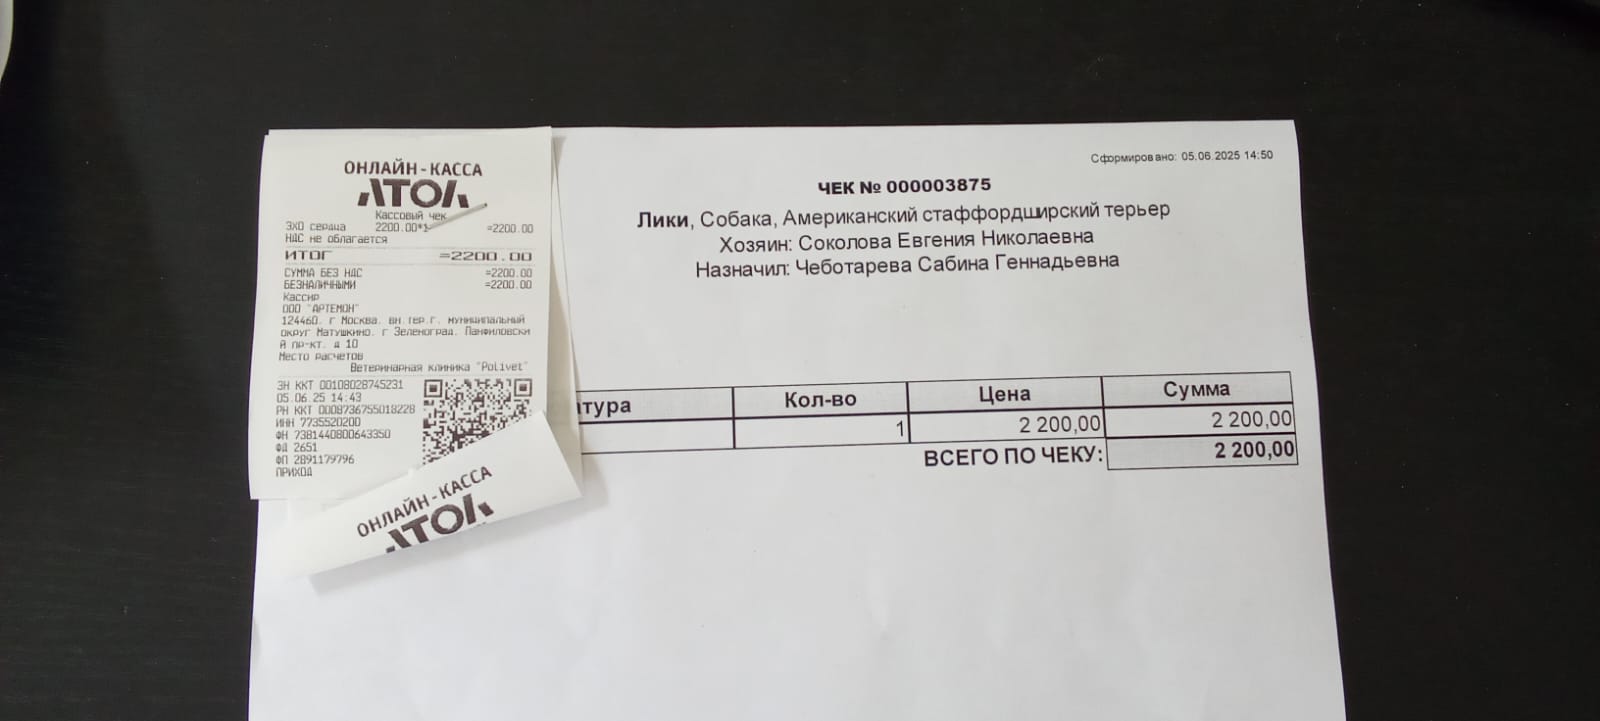 ОНЛАЙН-КАССА
АТОЛ
Кассовый чек
ЭХО сердца 2200.00*1 =2200.00
НДС не облагается
ИТОГ =2200.00
СУММА БЕЗ НДС =2200.00
БЕЗНАЛИЧНЫМИ =2200.00
Кассир
ООО "АРТЕМОН"
124460, г Москва, вн.тер.г. муниципальный
округ Матушкино, г Зеленоград, Панфиловски
й пр-кт, д 10
Место расчетов
Ветеринарная клиника "Polivet"
ЗН ККТ 00108028745231
05.06.25 14:43
РН ККТ 0008736755018228
ИНН 7735520200
ФН 7381440800643350
ФД 2651
ФП 2891179796
ПРИХОД
ОНЛАЙН-КАССА
АТОЛ
Сформировано: 05.06.2025 14:50
ЧЕК № 000003875
Лики, Собака, Американский стаффордширский терьер
Хозяин: Соколова Евгения Николаевна
Назначил: Чеботарева Сабина Геннадьевна
тура Кол-во Цена Сумма
1 2 200,00 2 200,00
ВСЕГО ПО ЧЕКУ: 2 200,00